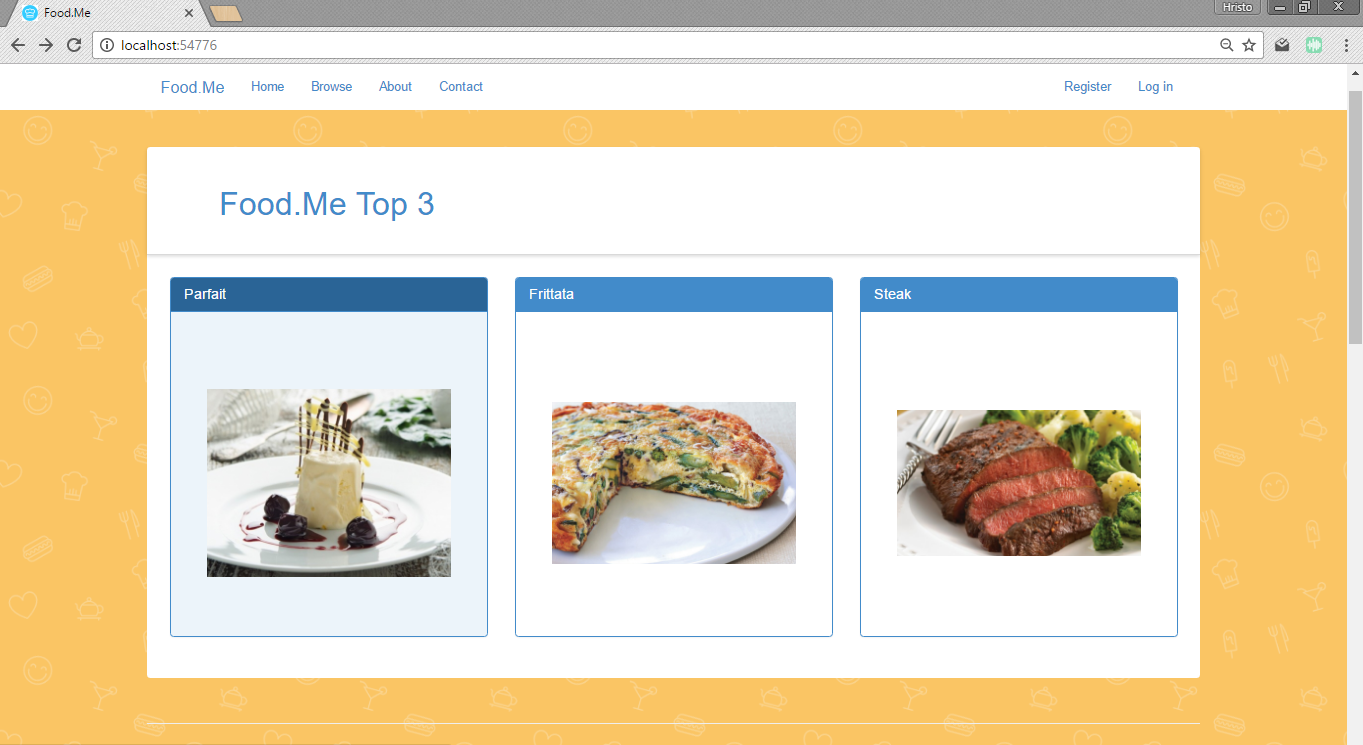 Food.Me
Hristo
localhost:54776
Food.Me Home Browse About Contact Register Log in
Food.Me Top 3
Parfait
Frittata
Steak